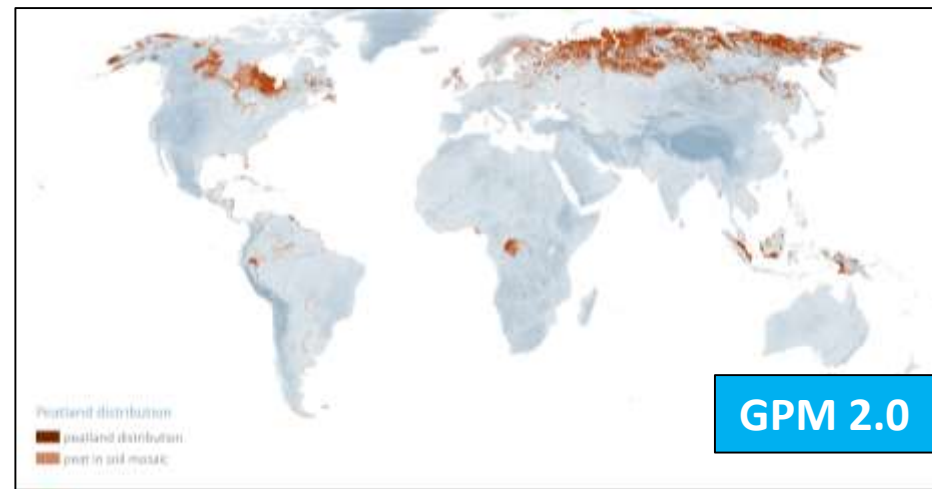 Peatland distribution
peatland distribution
peat in soil mosaic
GPM 2.0